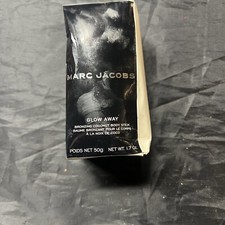 MARC JACOBS
GLOW AWAY
BRONZING COCONUT BODY STICK
BAUME BRONZANT POUR LE CORPS
À LA NOIX DE COCO
POIDS NET 50g NET WT. 1.7 Oz